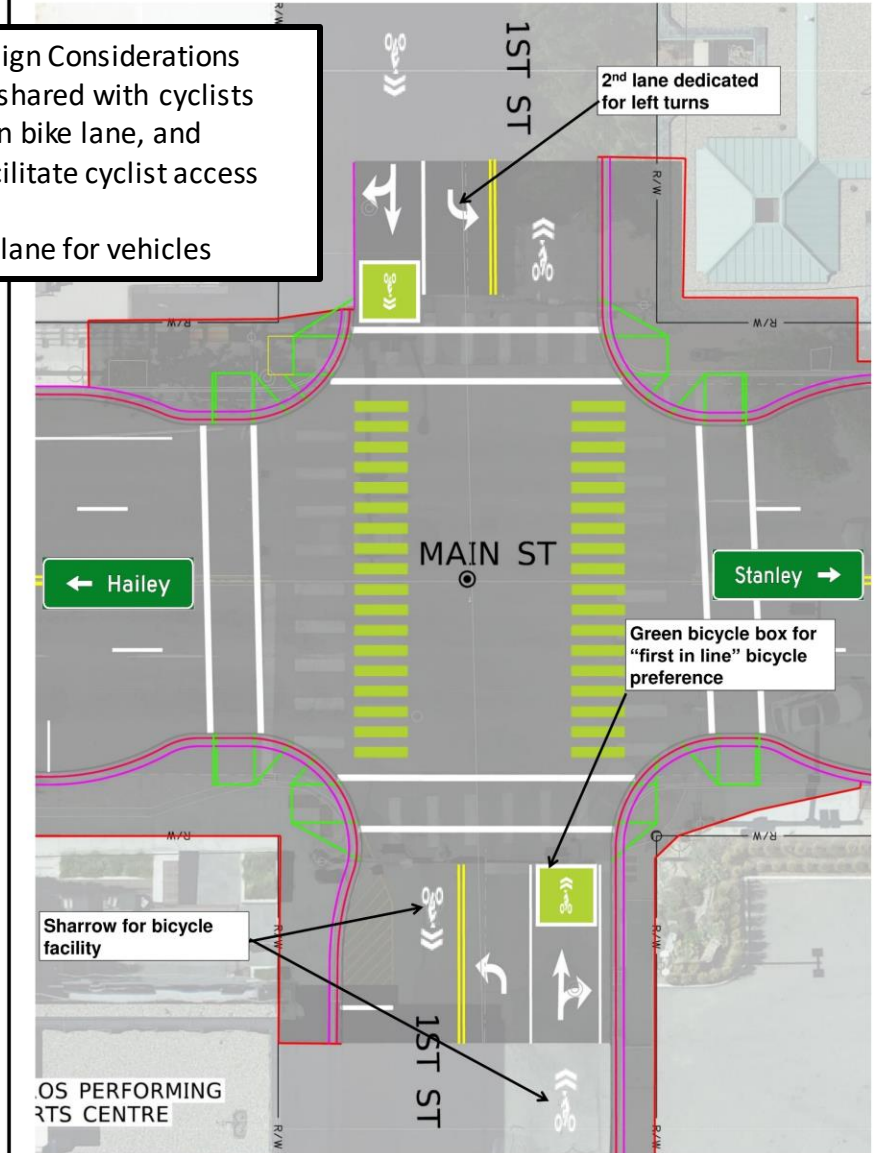 ign Considerations
shared with cyclists
n bike lane, and
cilitate cyclist access
lane for vehicles
1ST ST
2nd lane dedicated
for left turns
R/W
R/W
R/W
R/W
R/W
MAIN ST
← Hailey
Stanley →
Green bicycle box for
“first in line” bicycle
preference
R/W
R/W
R/W
R/W
Sharrow for bicycle
facility
1ST ST
OS PERFORMING
RTS CENTRE
R/W
R/W